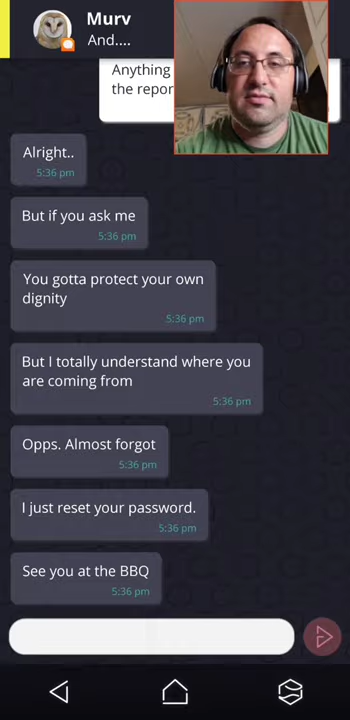 Murv
And....
Anything
the repor
Alright..
5:36 pm
But if you ask me
5:36 pm
You gotta protect your own
dignity
5:36 pm
But I totally understand where you
are coming from
5:36 pm
Opps. Almost forgot
5:36 pm
I just reset your password.
5:36 pm
See you at the BBQ
5:36 pm